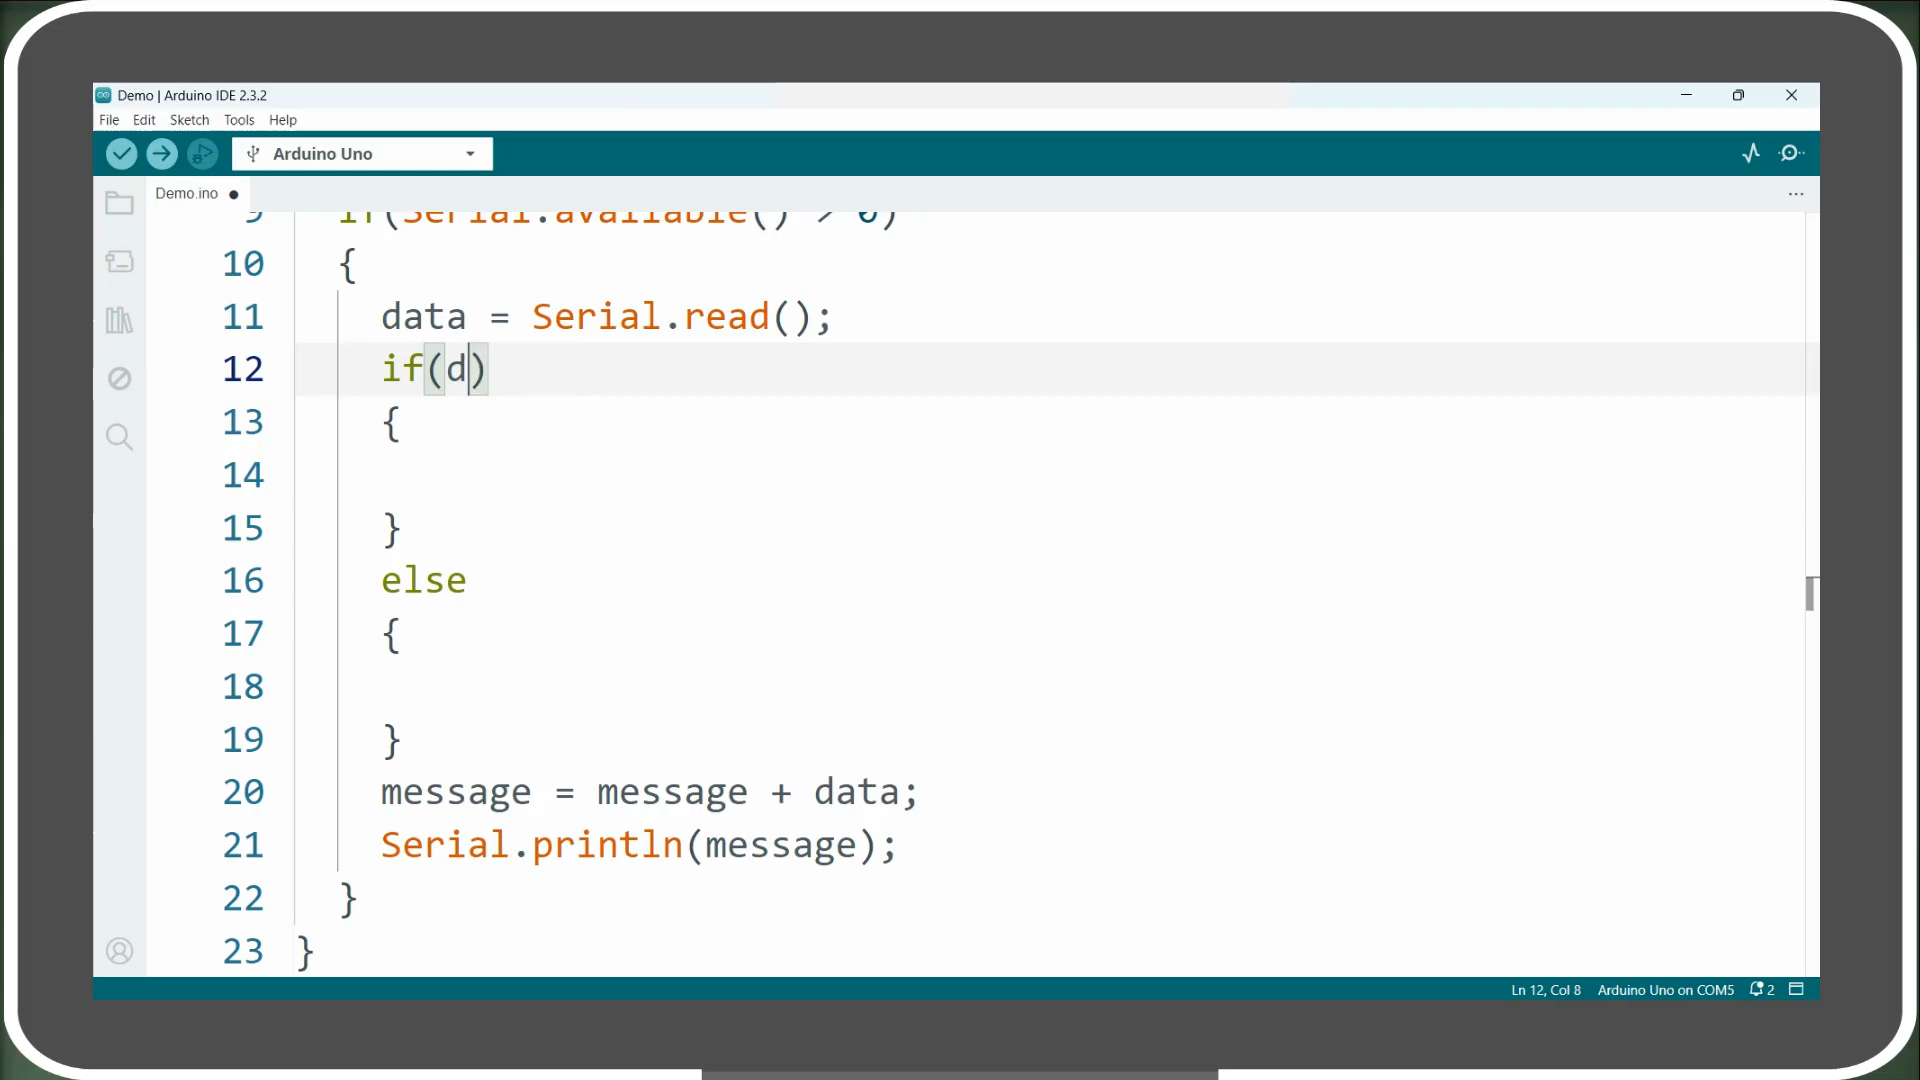 Demo | Arduino IDE 2.3.2
File Edit Sketch Tools Help
Arduino Uno
Demo.ino
9 if(Serial.available() > 0)
10 {
11 data = Serial.read();
12 if(d)
13 {
14
15 }
16 else
17 {
18
19 }
20 message = message + data;
21 Serial.println(message);
22 }
23 }
Ln 12, Col 8 Arduino Uno on COM5 2